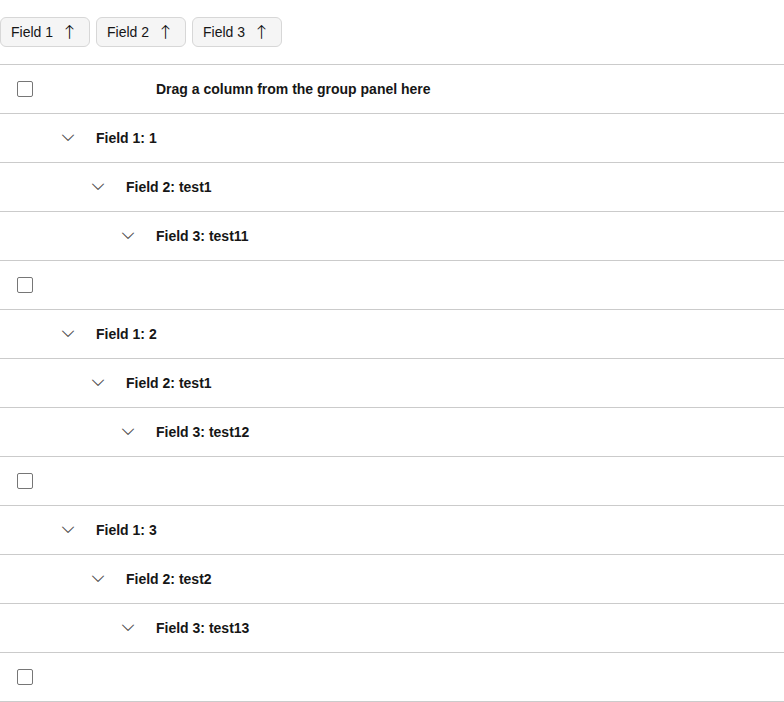 Field 1 Field 2 Field 3
Drag a column from the group panel here
Field 1: 1
Field 2: test1
Field 3: test11
Field 1: 2
Field 2: test1
Field 3: test12
Field 1: 3
Field 2: test2
Field 3: test13